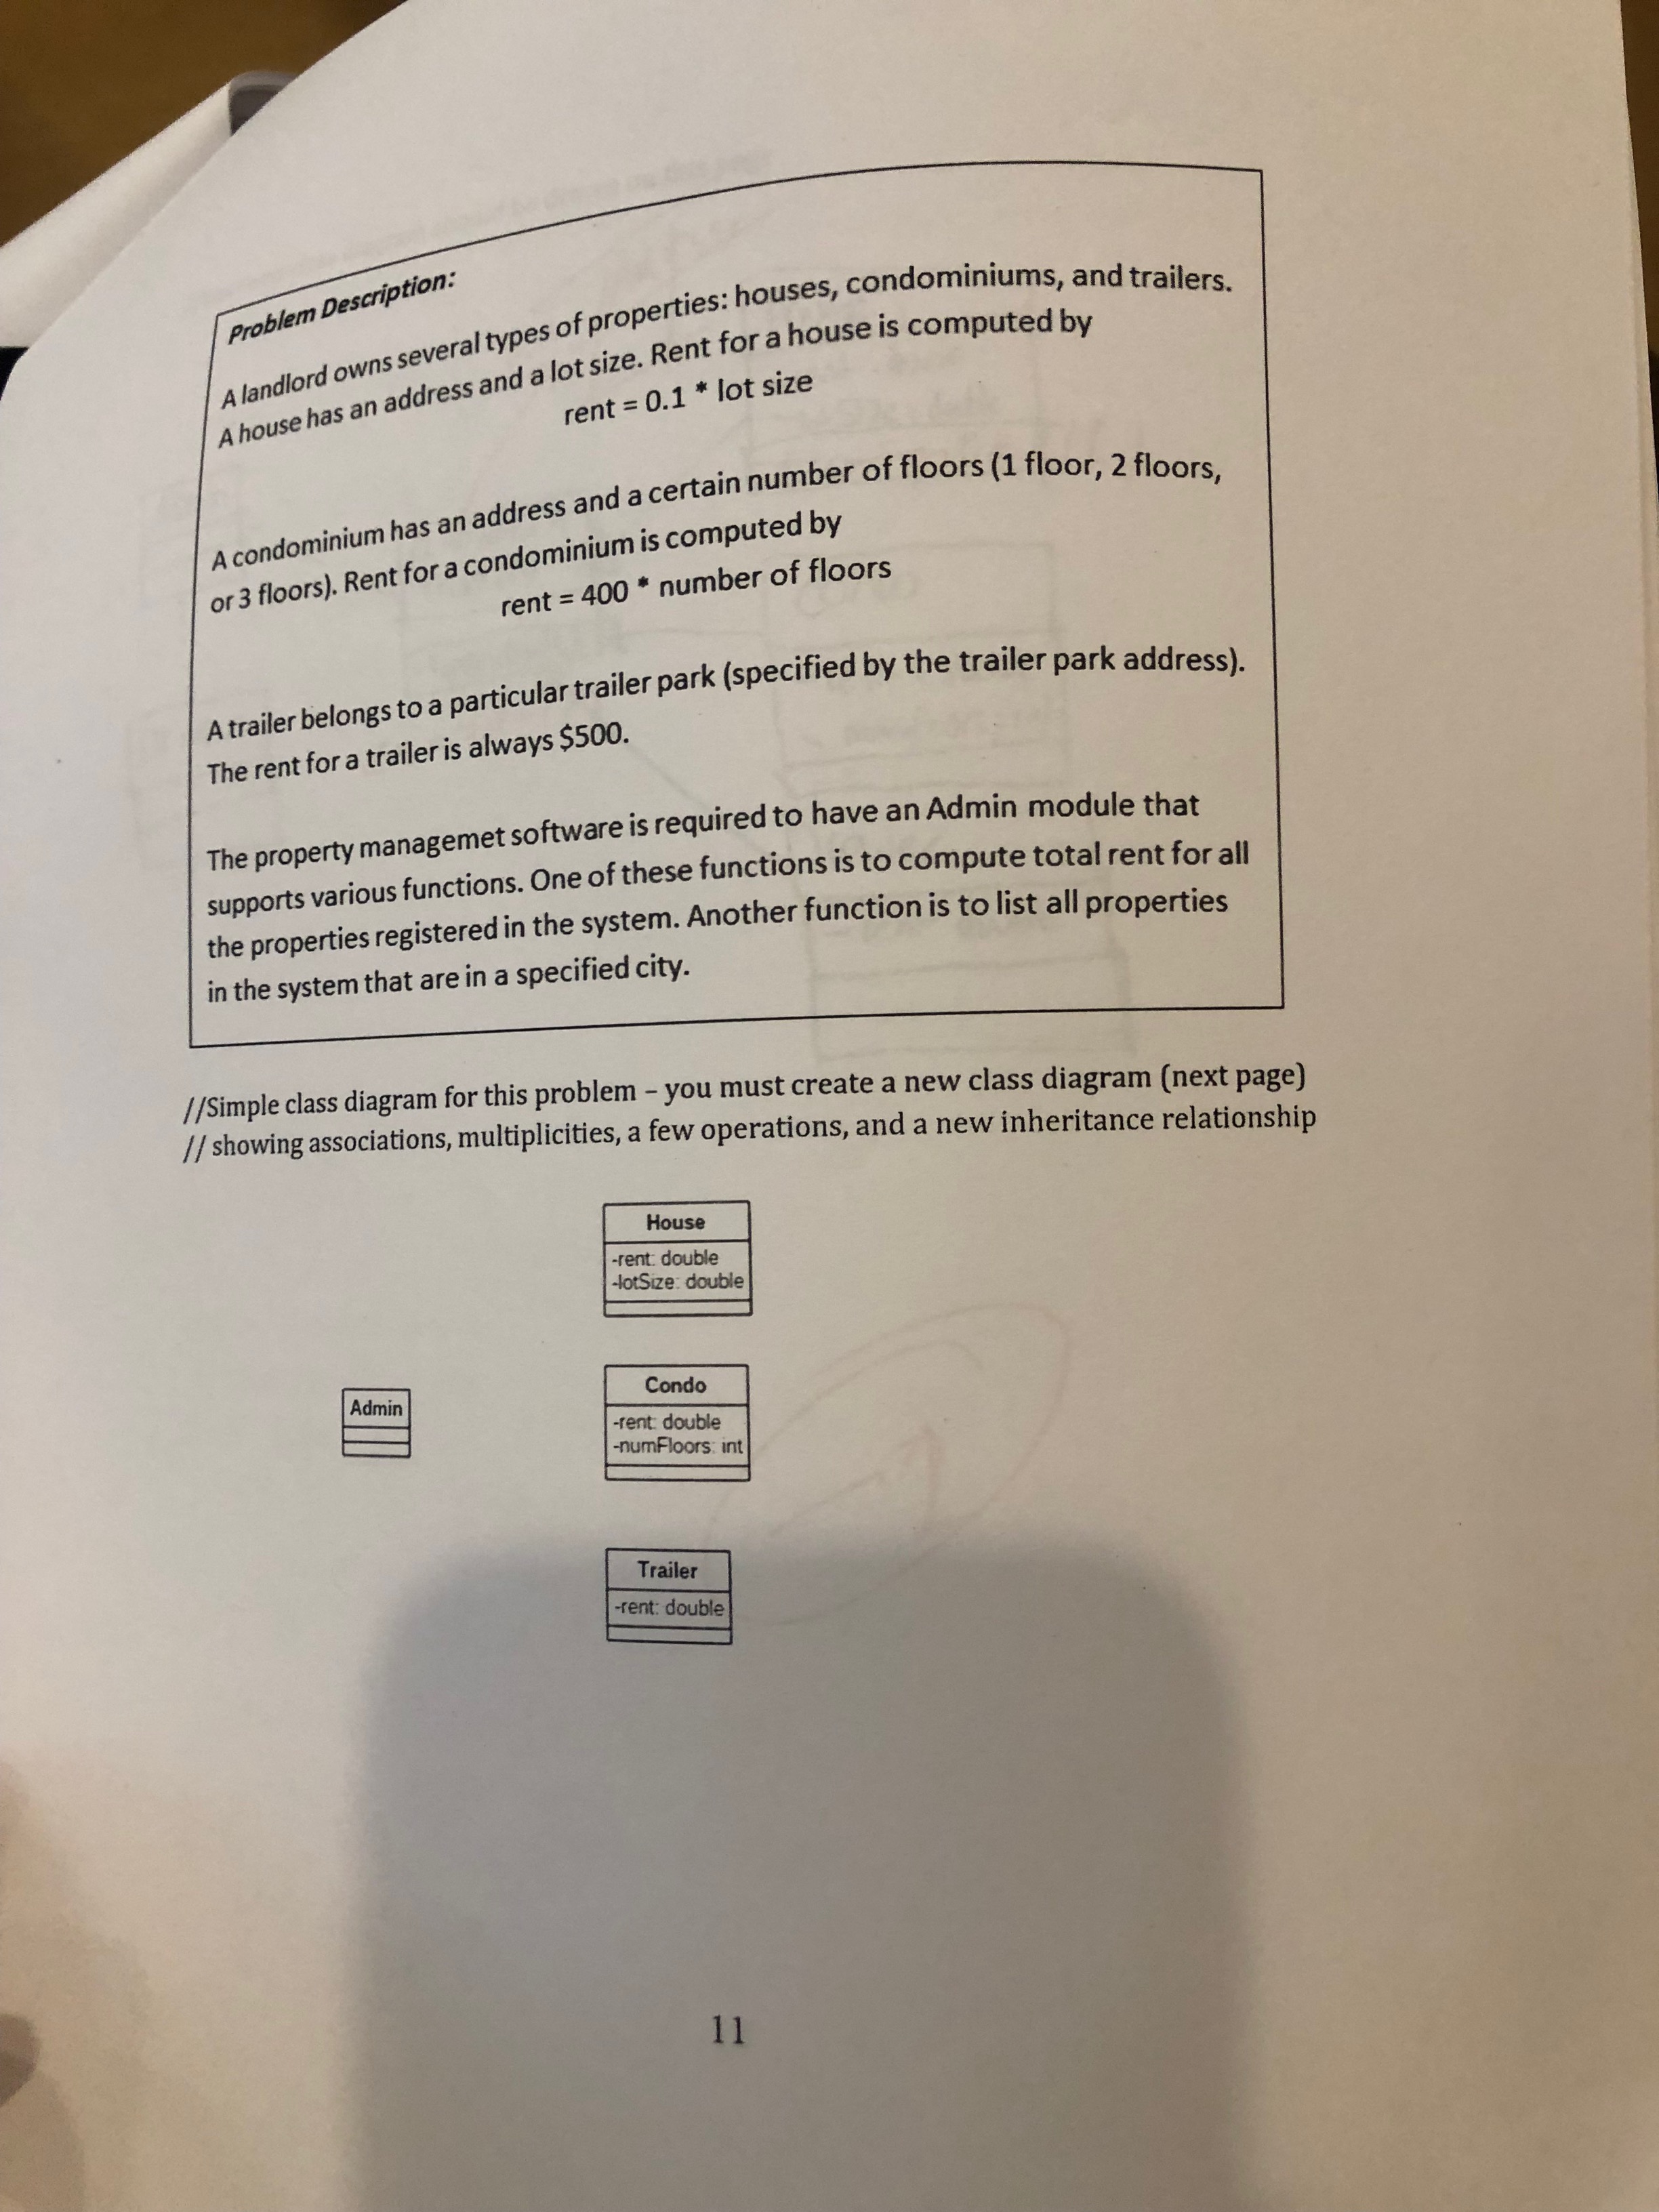 Problem Description:
A landlord owns several types of properties: houses, condominiums, and trailers.
A house has an address and a lot size. Rent for a house is computed by
rent = 0.1 * lot size
A condominium has an address and a certain number of floors (1 floor, 2 floors,
or 3 floors). Rent for a condominium is computed by
rent = 400 * number of floors
A trailer belongs to a particular trailer park (specified by the trailer park address).
The rent for a trailer is always $500.
The property managemet software is required to have an Admin module that
supports various functions. One of these functions is to compute total rent for all
the properties registered in the system. Another function is to list all properties
in the system that are in a specified city.
//Simple class diagram for this problem – you must create a new class diagram (next page)
// showing associations, multiplicities, a few operations, and a new inheritance relationship
House
-rent: double
-lotSize: double
Admin
Condo
-rent: double
-numFloors: int
Trailer
-rent: double
11